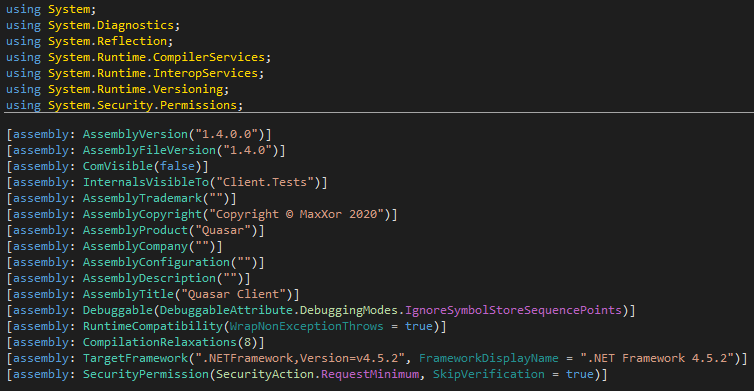 using System;
using System.Diagnostics;
using System.Reflection;
using System.Runtime.CompilerServices;
using System.Runtime.InteropServices;
using System.Runtime.Versioning;
using System.Security.Permissions;
[assembly: AssemblyVersion("1.4.0.0")]
[assembly: AssemblyFileVersion("1.4.0")]
[assembly: ComVisible(false)]
[assembly: InternalsVisibleTo("Client.Tests")]
[assembly: AssemblyTrademark("")]
[assembly: AssemblyCopyright("Copyright © MaxXor 2020")]
[assembly: AssemblyProduct("Quasar")]
[assembly: AssemblyCompany("")]
[assembly: AssemblyConfiguration("")]
[assembly: AssemblyDescription("")]
[assembly: AssemblyTitle("Quasar Client")]
[assembly: Debuggable(DebuggableAttribute.DebuggingModes.IgnoreSymbolStoreSequencePoints)]
[assembly: RuntimeCompatibility(WrapNonExceptionThrows = true)]
[assembly: CompilationRelaxations(8)]
[assembly: TargetFramework(".NETFramework,Version=v4.5.2", FrameworkDisplayName = ".NET Framework 4.5.2")]
[assembly: SecurityPermission(SecurityAction.RequestMinimum, SkipVerification = true)]